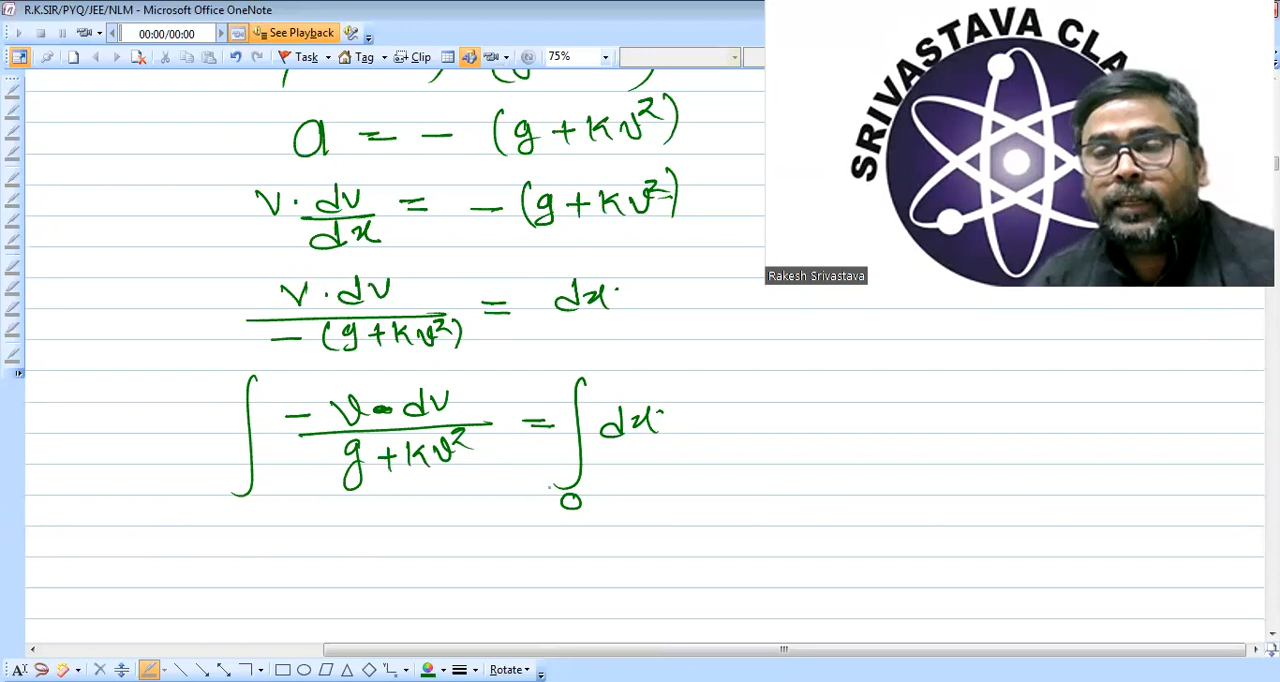 R.K.SIR/PYQ/JEE/NLM - Microsoft Office OneNote
00:00/00:00 See Playback
Task Tag Clip 75%
SRIVASTAVA CLA
a = - (g + kv²)
v · dv/dx = - (g + kv²)
Rakesh Srivastava
v · dv / - (g + kv²) = dx
∫ - v · dv / g + kv² = ∫₀ dx
Rotate